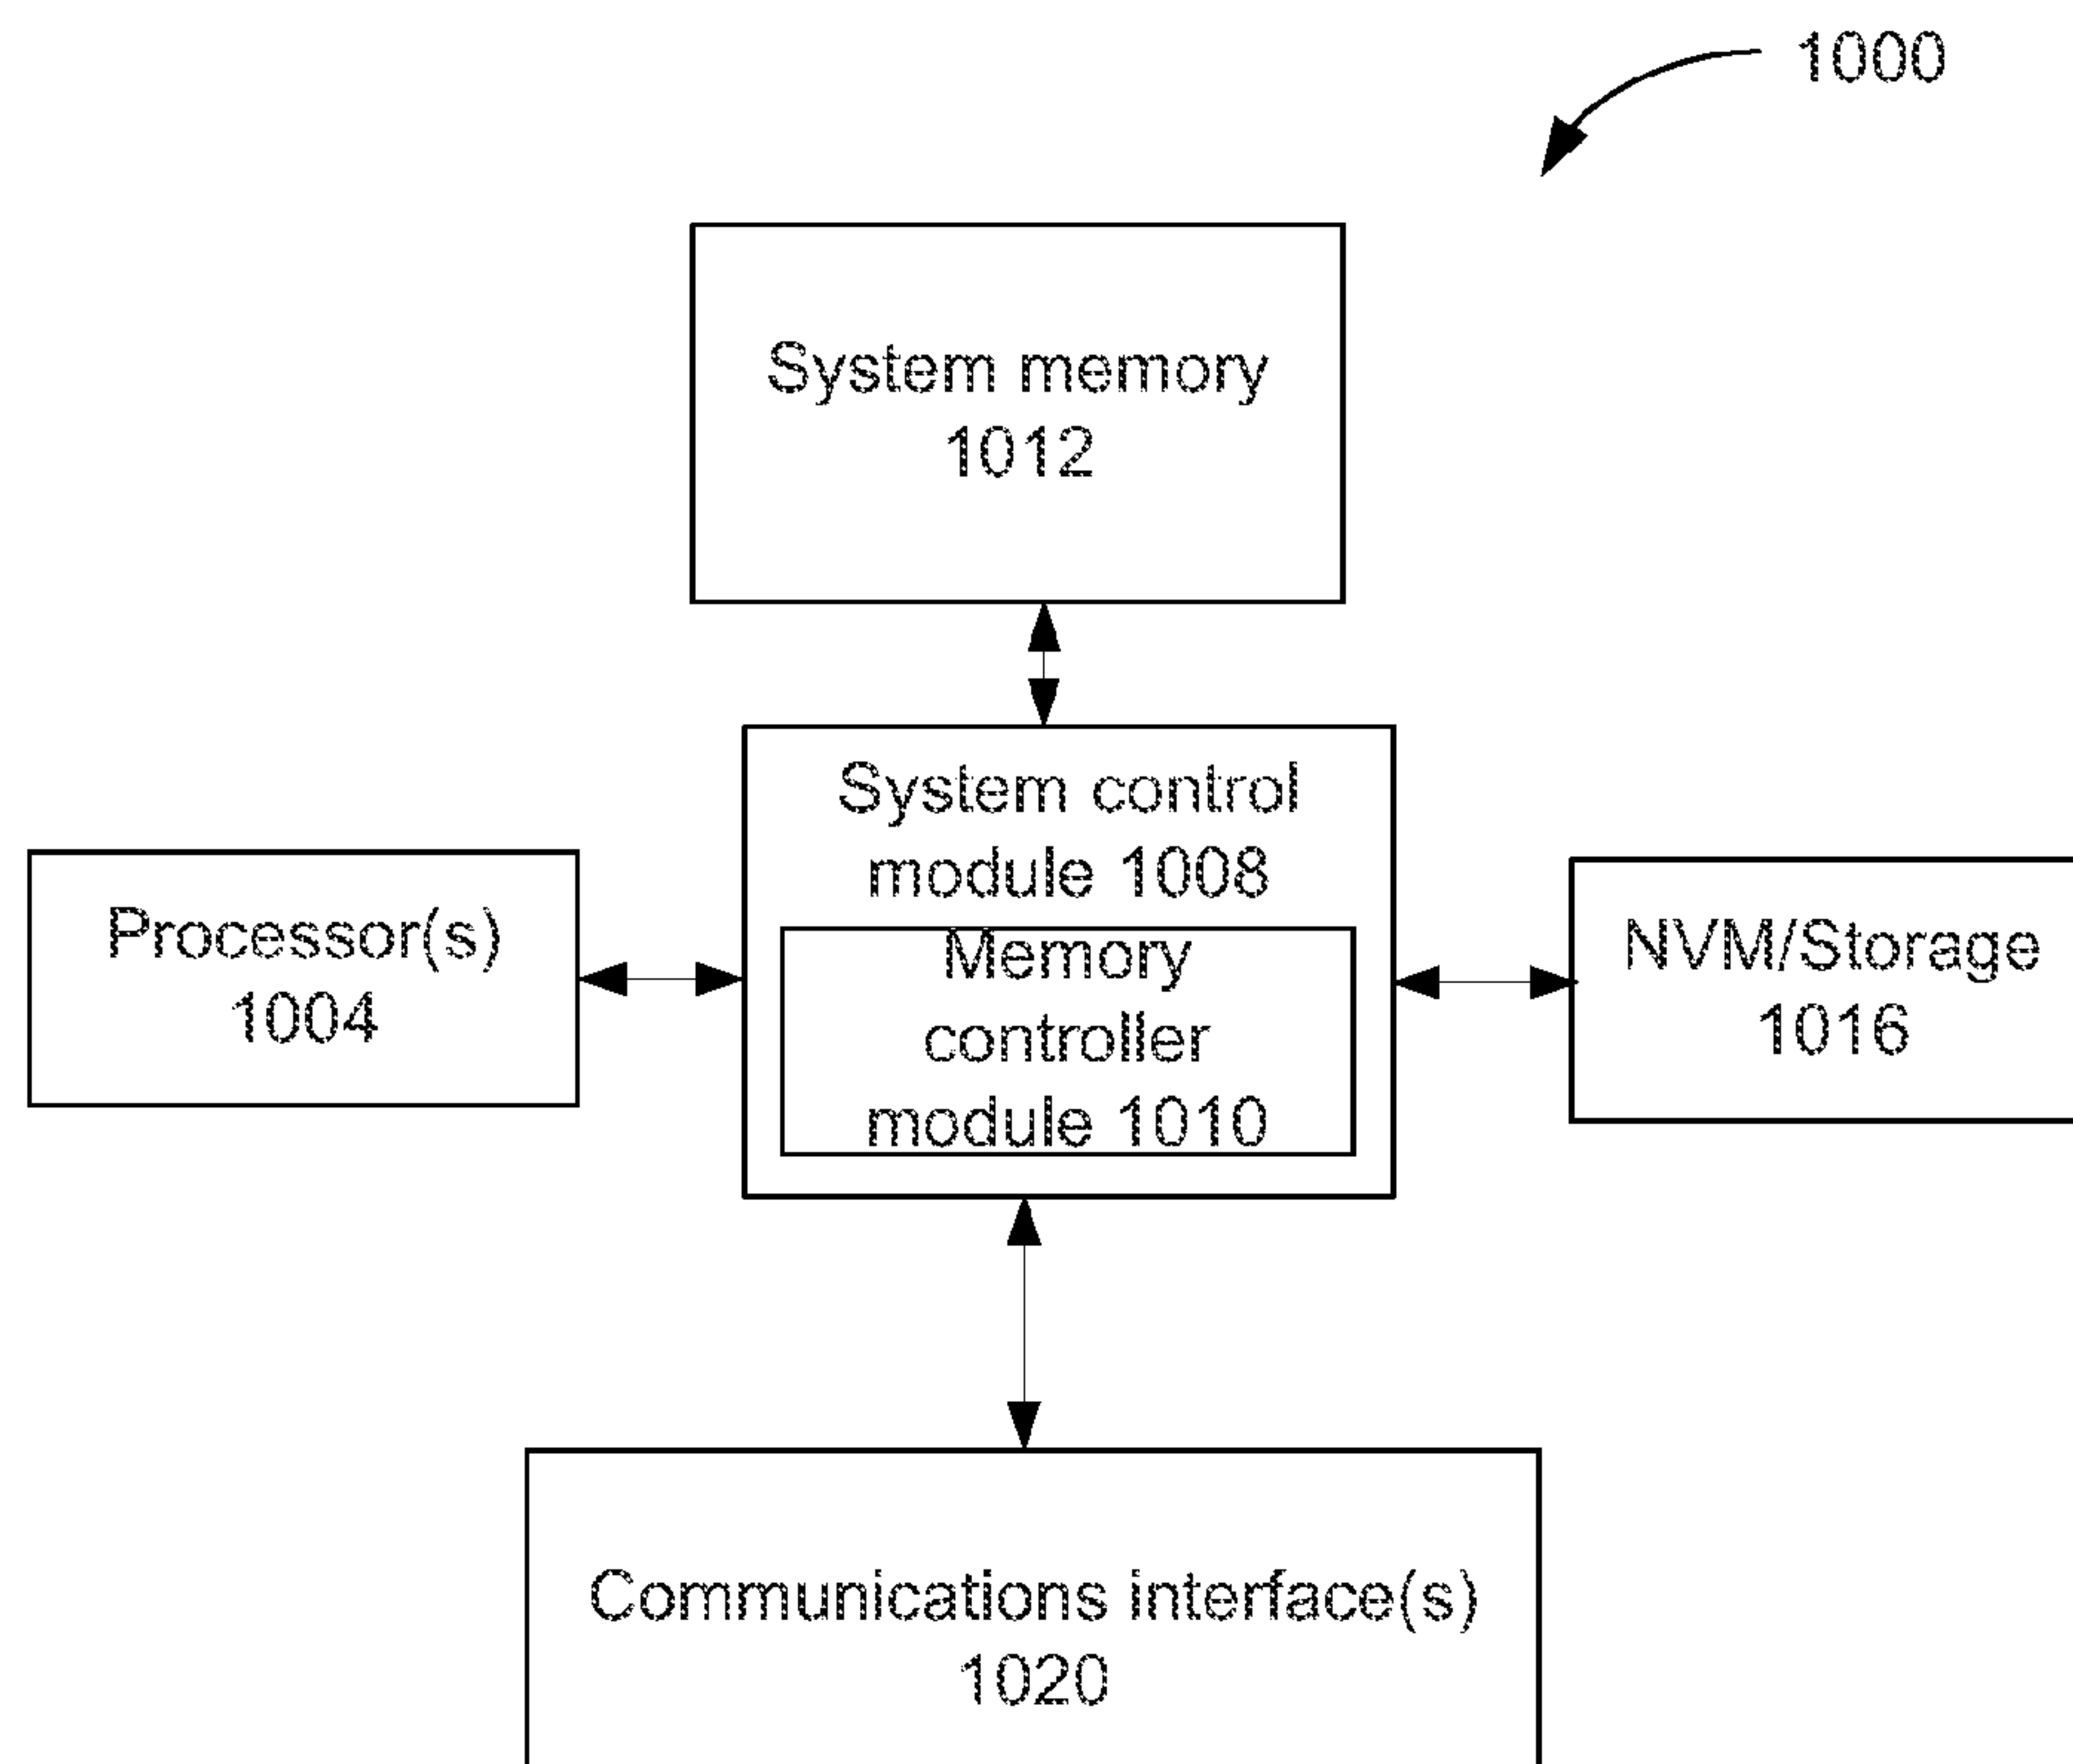 1000
System memory
1012
System control
module 1008
Memory
controller
module 1010
Processor(s)
1004
NVM/Storage
1016
Communications interface(s)
1020